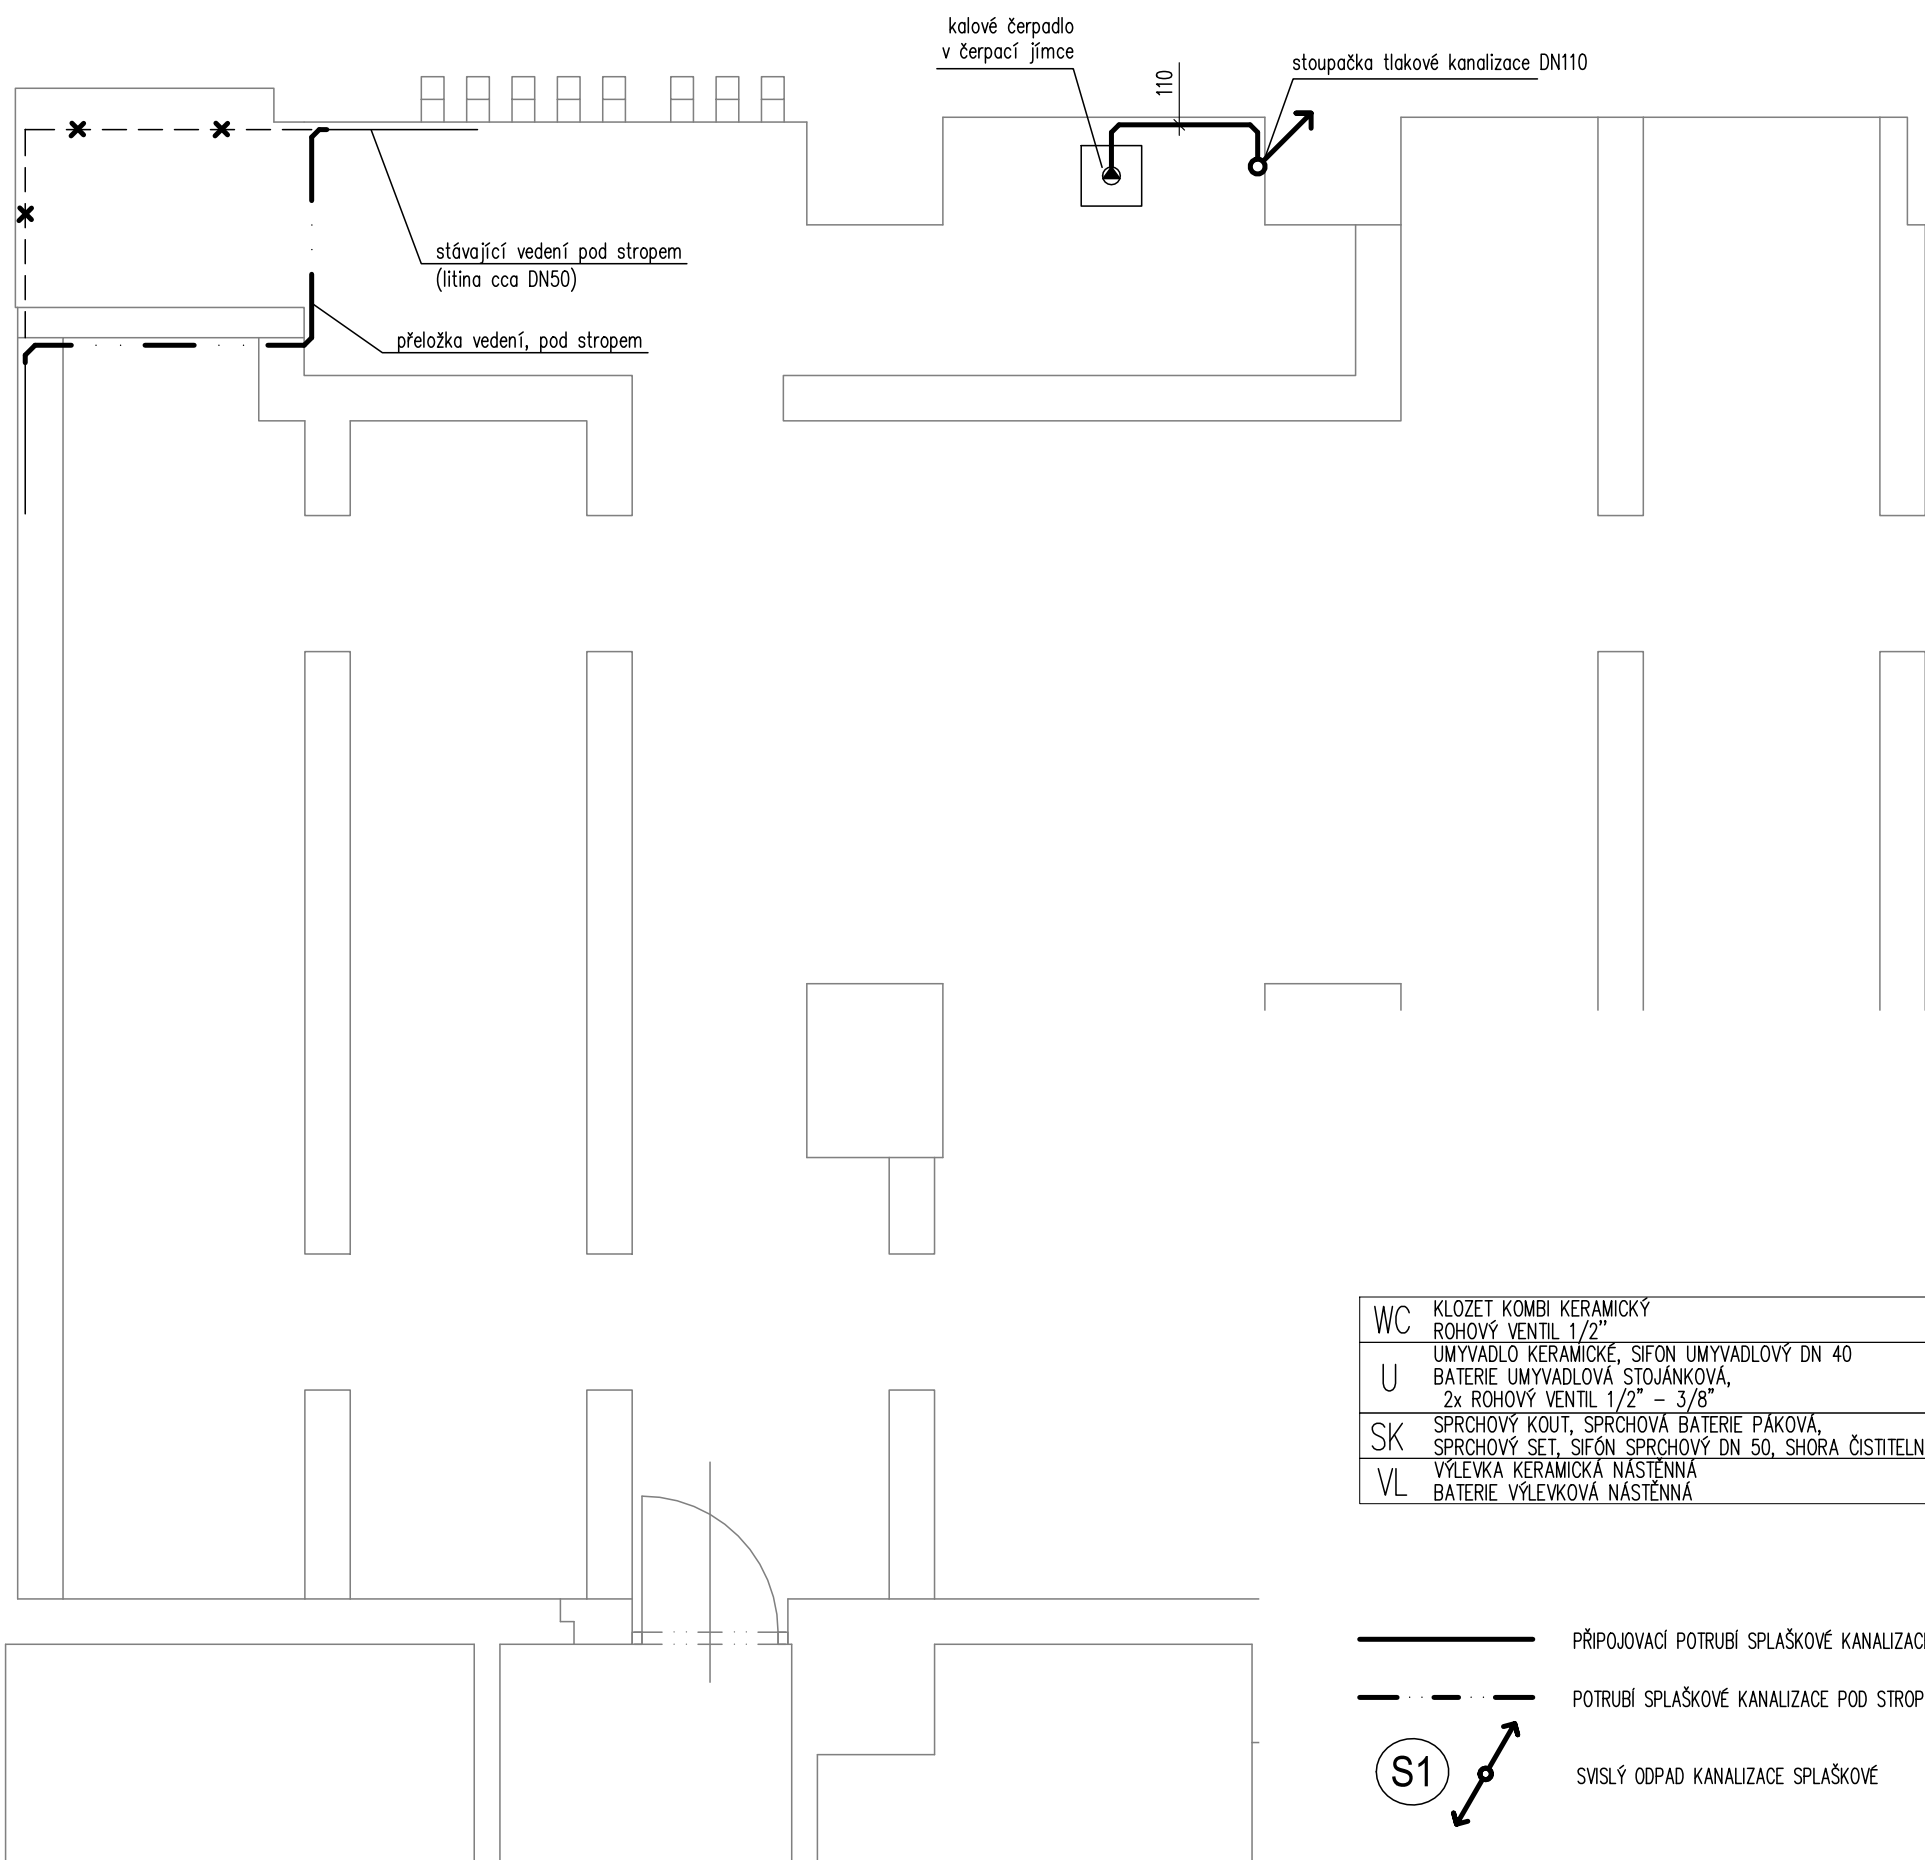 kalové čerpadlo
v čerpací jímce
110
stoupačka tlakové kanalizace DN110
stávající vedení pod stropem
(litina cca DN50)
přeložka vedení, pod stropem
WC
KLOZET KOMBI KERAMICKÝ
ROHOVÝ VENTIL 1/2"
U
UMYVADLO KERAMICKÉ, SIFON UMYVADLOVÝ DN 40
BATERIE UMYVADLOVÁ STOJÁNKOVÁ,
2x ROHOVÝ VENTIL 1/2" – 3/8"
SK
SPRCHOVÝ KOUT, SPRCHOVÁ BATERIE PÁKOVÁ,
SPRCHOVÝ SET, SIFÓN SPRCHOVÝ DN 50, SHORA ČISTITELN
VL
VÝLEVKA KERAMICKÁ NÁSTĚNNÁ
BATERIE VÝLEVKOVÁ NÁSTĚNNÁ
PŘIPOJOVACÍ POTRUBÍ SPLAŠKOVÉ KANALIZACE
POTRUBÍ SPLAŠKOVÉ KANALIZACE POD STROP
S1
SVISLÝ ODPAD KANALIZACE SPLAŠKOVÉ